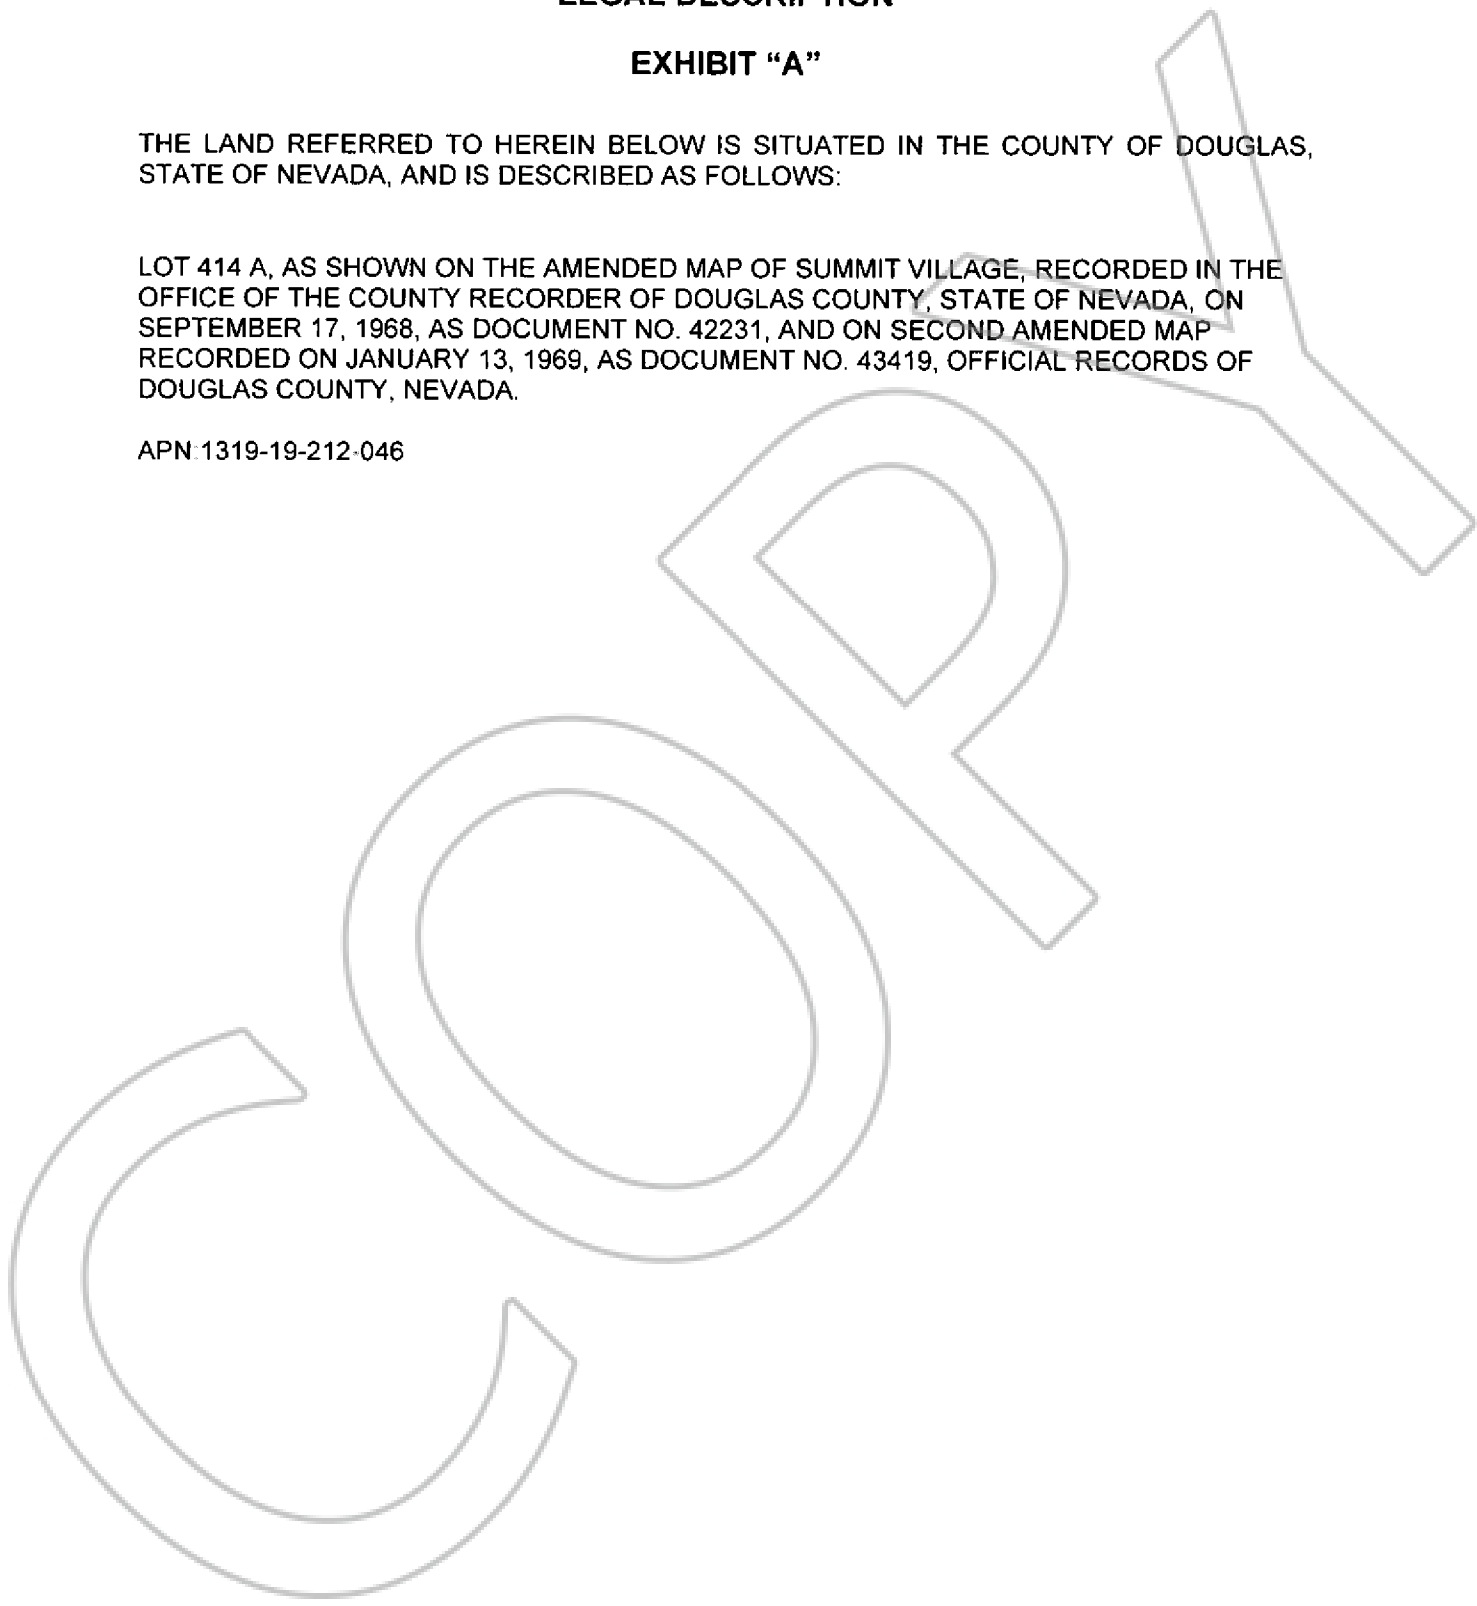 LEGAL DESCRIPTION
EXHIBIT “A”
THE LAND REFERRED TO HEREIN BELOW IS SITUATED IN THE COUNTY OF DOUGLAS,
STATE OF NEVADA, AND IS DESCRIBED AS FOLLOWS:
LOT 414 A, AS SHOWN ON THE AMENDED MAP OF SUMMIT VILLAGE, RECORDED IN THE
OFFICE OF THE COUNTY RECORDER OF DOUGLAS COUNTY, STATE OF NEVADA, ON
SEPTEMBER 17, 1968, AS DOCUMENT NO. 42231, AND ON SECOND AMENDED MAP
RECORDED ON JANUARY 13, 1969, AS DOCUMENT NO. 43419, OFFICIAL RECORDS OF
DOUGLAS COUNTY, NEVADA.
APN:1319-19-212-046
COPY